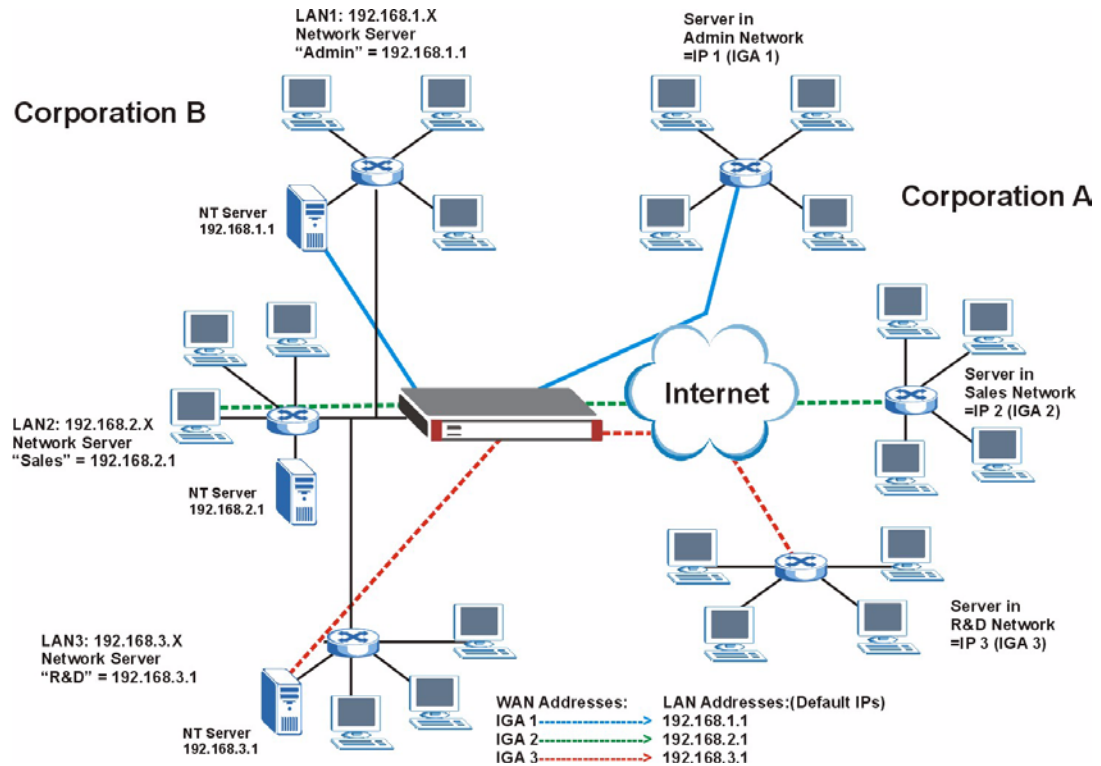 LAN1: 192.168.1.X
Network Server
“Admin” = 192.168.1.1
Server in
Admin Network
=IP 1 (IGA 1)
Corporation B
Corporation A
NT Server
192.168.1.1
Internet
Server in
Sales Network
=IP 2 (IGA 2)
LAN2: 192.168.2.X
Network Server
“Sales” = 192.168.2.1
NT Server
192.168.2.1
LAN3: 192.168.3.X
Network Server
“R&D” = 192.168.3.1
Server in
R&D Network
=IP 3 (IGA 3)
NT Server
192.168.3.1
WAN Addresses: LAN Addresses:(Default IPs)
IGA 1 192.168.1.1
IGA 2 192.168.2.1
IGA 3 192.168.3.1